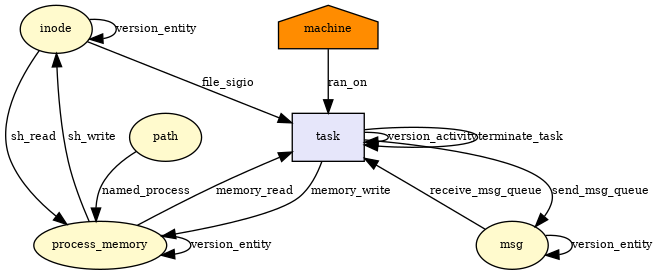 inode
version_entity
machine
file_sigio
ran_on
sh_read
sh_write
path
task
version_activity
terminate_task
named_process
memory_read
memory_write
receive_msg_queue
send_msg_queue
process_memory
version_entity
msg
version_entity